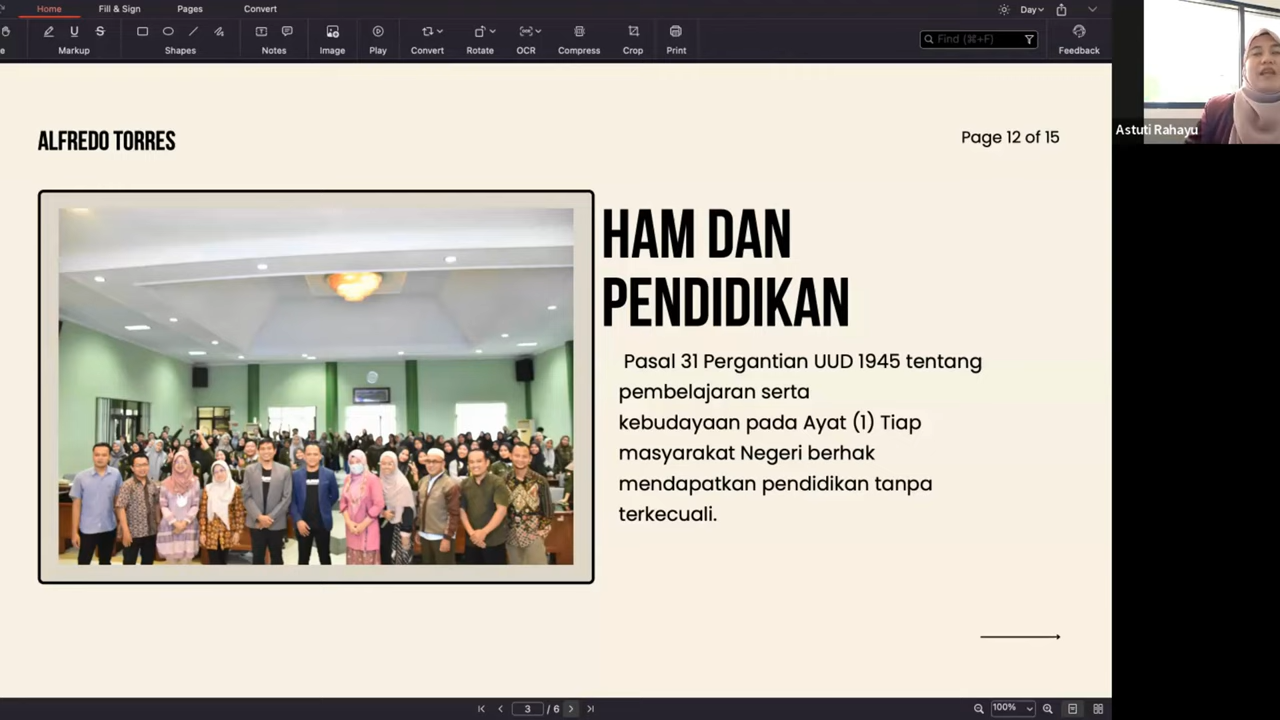 Home Fill & Sign Pages Convert
Day
Markup Shapes Notes Image Play Convert Rotate OCR Compress Crop Print
Find (⌘+F)
Feedback
ALFREDO TORRES
Page 12 of 15
HAM DAN
PENDIDIKAN
Pasal 31 Pergantian UUD 1945 tentang
pembelajaran serta
kebudayaan pada Ayat (1) Tiap
masyarakat Negeri berhak
mendapatkan pendidikan tanpa
terkecuali.
Astuti Rahayu
3 / 6
100%